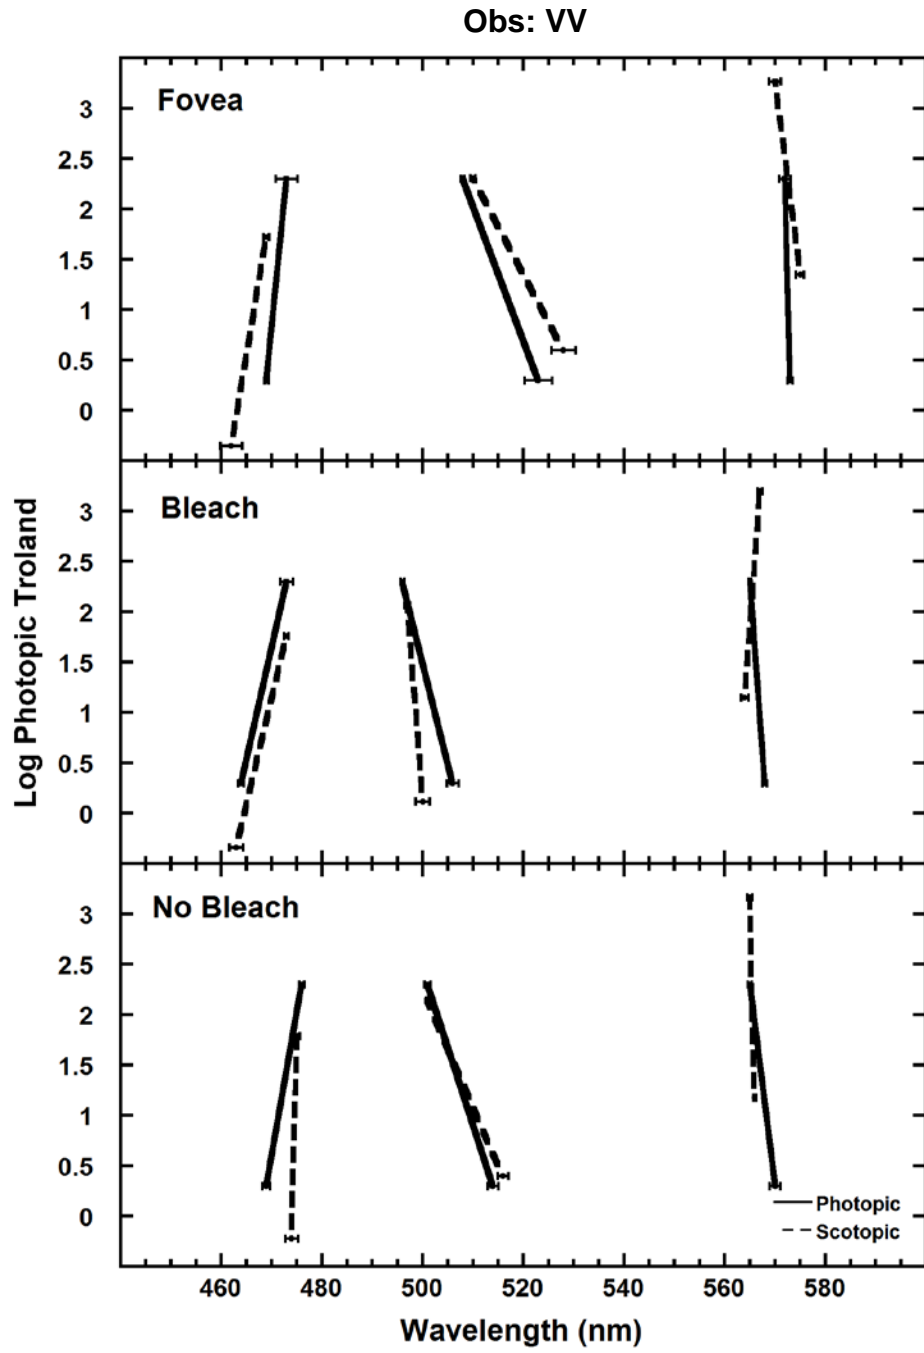 Obs: VV
Fovea
3
2.5
2
1.5
1
0.5
0
Bleach
3
2.5
2
1.5
1
0.5
0
No Bleach
3
2.5
2
1.5
1
0.5
0
Log Photopic Troland
Photopic
Scotopic
460 480 500 520 540 560 580
Wavelength (nm)